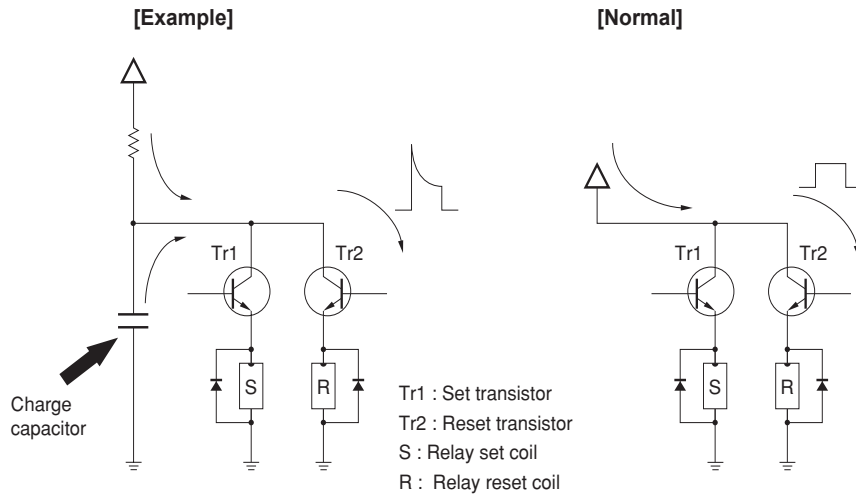 [Example]
[Normal]
Tr1
Tr2
Tr1
Tr2
S
R
S
R
Charge
capacitor
Tr1 : Set transistor
Tr2 : Reset transistor
S : Relay set coil
R : Relay reset coil